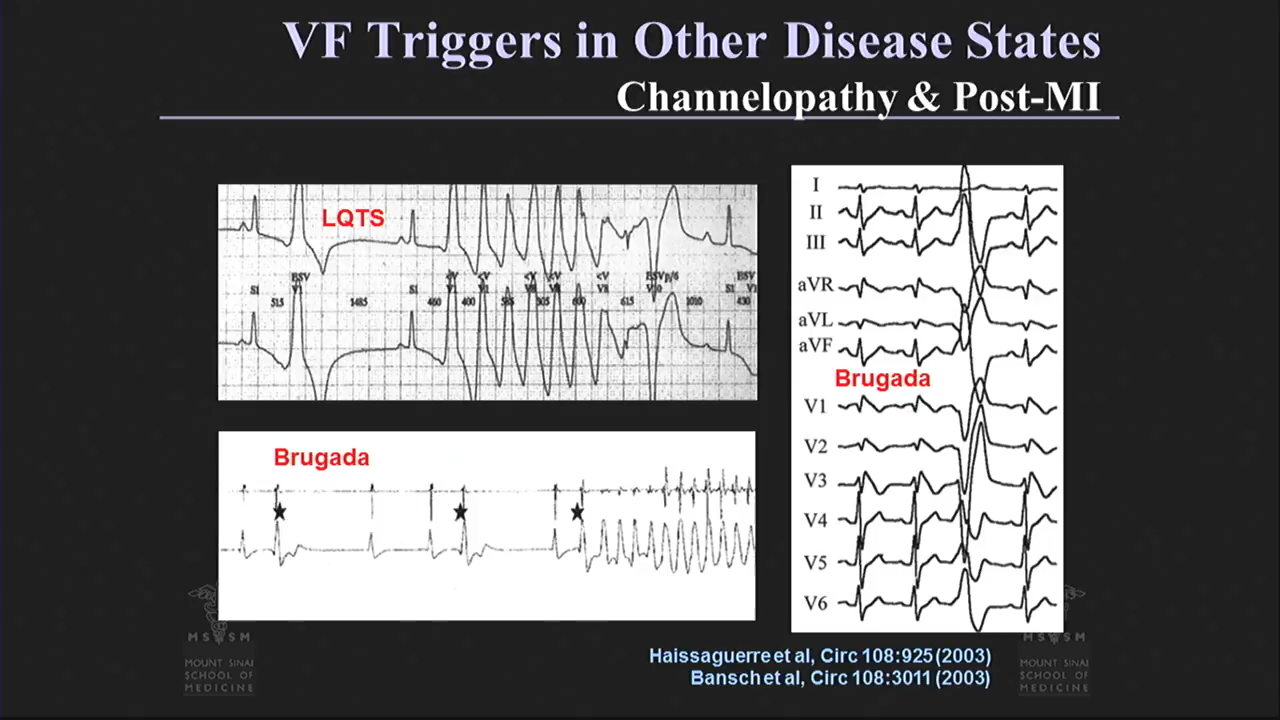 VF Triggers in Other Disease States
Channelopathy & Post-MI
LQTS
S1
515
1485
S1
460
400
505
600
615
1010
S1
430
Brugada
I
II
III
aVR
aVL
aVF
Brugada
V1
V2
V3
V4
V5
V6
MSSM
MOUNT SINAI
SCHOOL OF
MEDICINE
MSSM
MOUNT SINAI
SCHOOL OF
MEDICINE
Haissaguerre et al, Circ 108:925 (2003)
Bansch et al, Circ 108:3011 (2003)